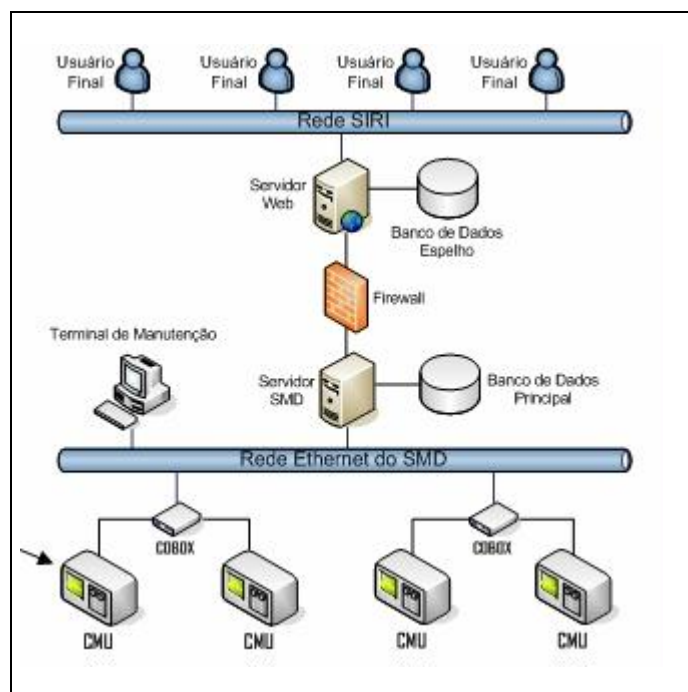 Usuário
Final
Usuário
Final
Usuário
Final
Usuário
Final
Rede SIRI
Servidor
Web
Banco de Dados
Espelho
Firewall
Terminal de Manutenção
Servidor
SMD
Banco de Dados
Principal
Rede Ethernet do SMD
COBOX
COBOX
CMU
CMU
CMU
CMU